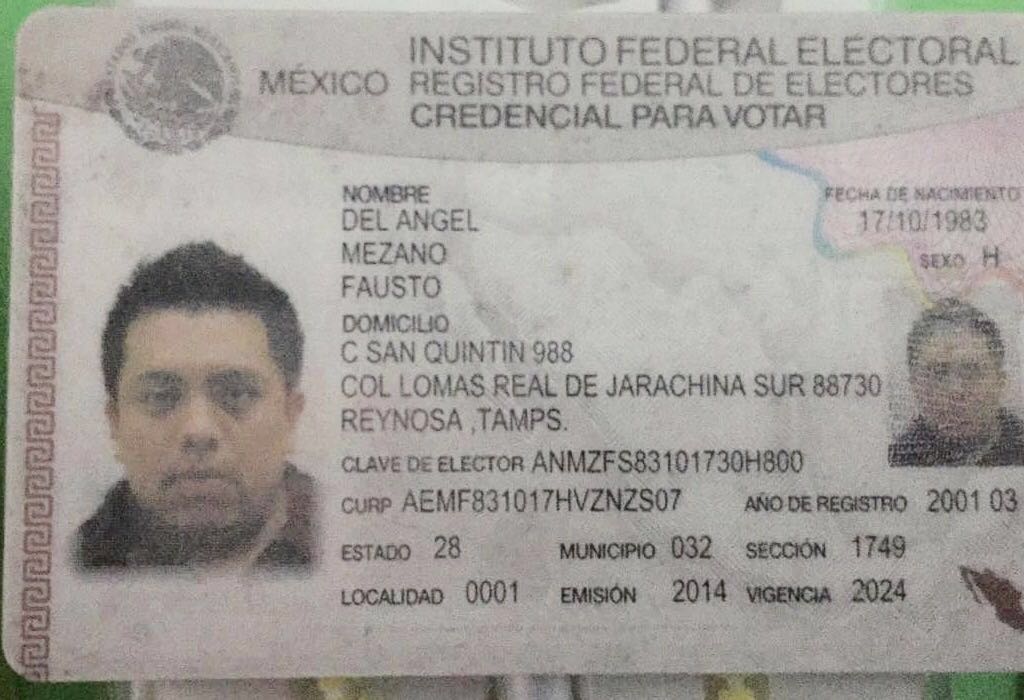 MÉXICO
INSTITUTO FEDERAL ELECTORAL
REGISTRO FEDERAL DE ELECTORES
CREDENCIAL PARA VOTAR
NOMBRE
DEL ANGEL
MEZANO
FAUSTO
FECHA DE NACIMIENTO
17/10/1983
SEXO H
DOMICILIO
C SAN QUINTIN 988
COL LOMAS REAL DE JARACHINA SUR 88730
REYNOSA ,TAMPS.
CLAVE DE ELECTOR ANMZFS83101730H800
CURP AEMF831017HVZNZS07 AÑO DE REGISTRO 2001 03
ESTADO 28 MUNICIPIO 032 SECCIÓN 1749
LOCALIDAD 0001 EMISIÓN 2014 VIGENCIA 2024